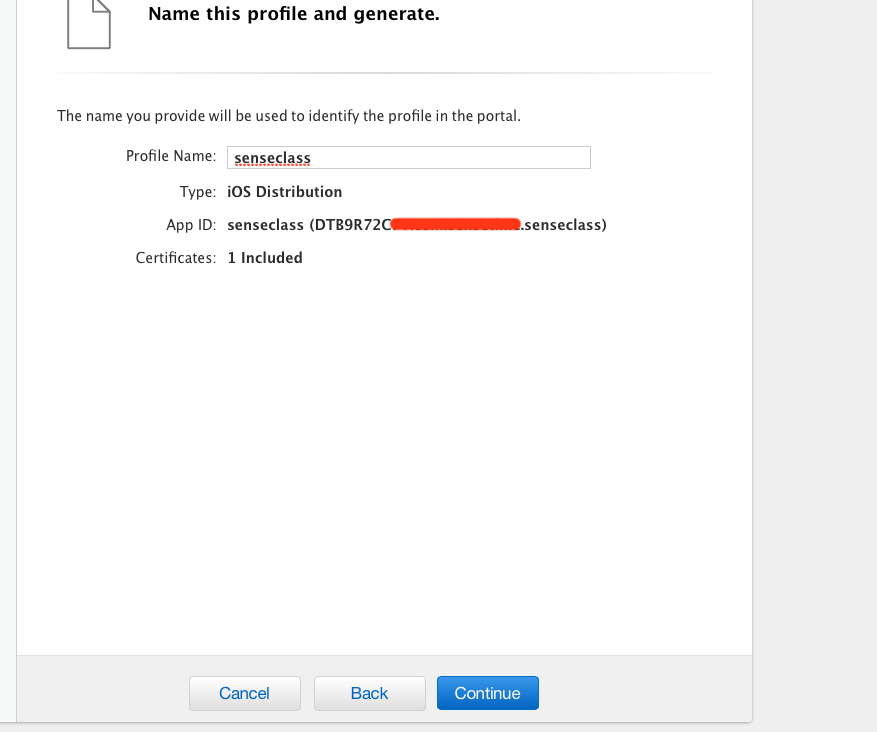 Name this profile and generate.
The name you provide will be used to identify the profile in the portal.
Profile Name: senseclass
Type: iOS Distribution
App ID: senseclass (DTB9R72C .senseclass)
Certificates: 1 Included
Cancel Back Continue